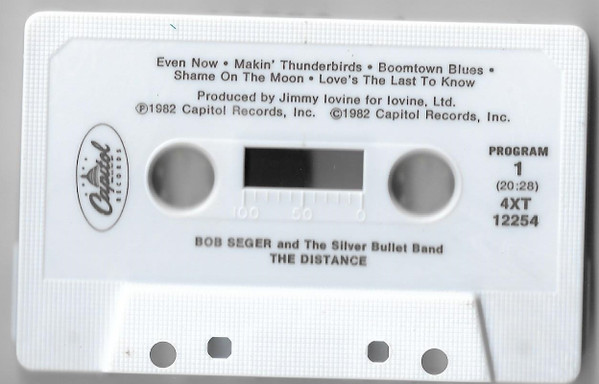 Even Now • Makin' Thunderbirds • Boomtown Blues •
Shame On The Moon • Love's The Last To Know
Produced by Jimmy Iovine for Iovine, Ltd.
℗1982 Capitol Records, Inc. ©1982 Capitol Records, Inc.
Capitol
RECORDS
PROGRAM
1
(20:28)
4XT
12254
100 50 0
BOB SEGER and The Silver Bullet Band
THE DISTANCE